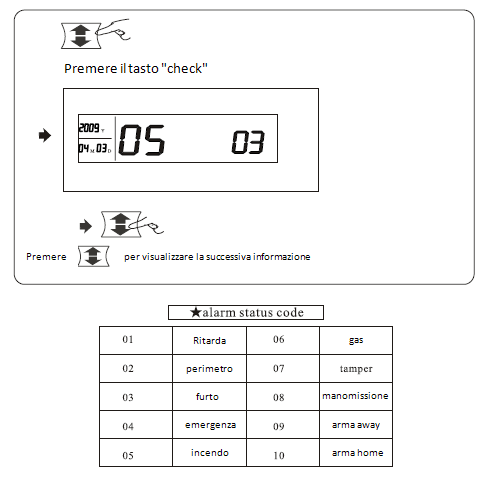 Premere il tasto "check"
2009 Y
04 M 03 D
05 03
Premere per visualizzare la successiva informazione
★alarm status code
01 Ritarda 06 gas
02 perimetro 07 tamper
03 furto 08 manomissione
04 emergenza 09 arma away
05 incendo 10 arma home